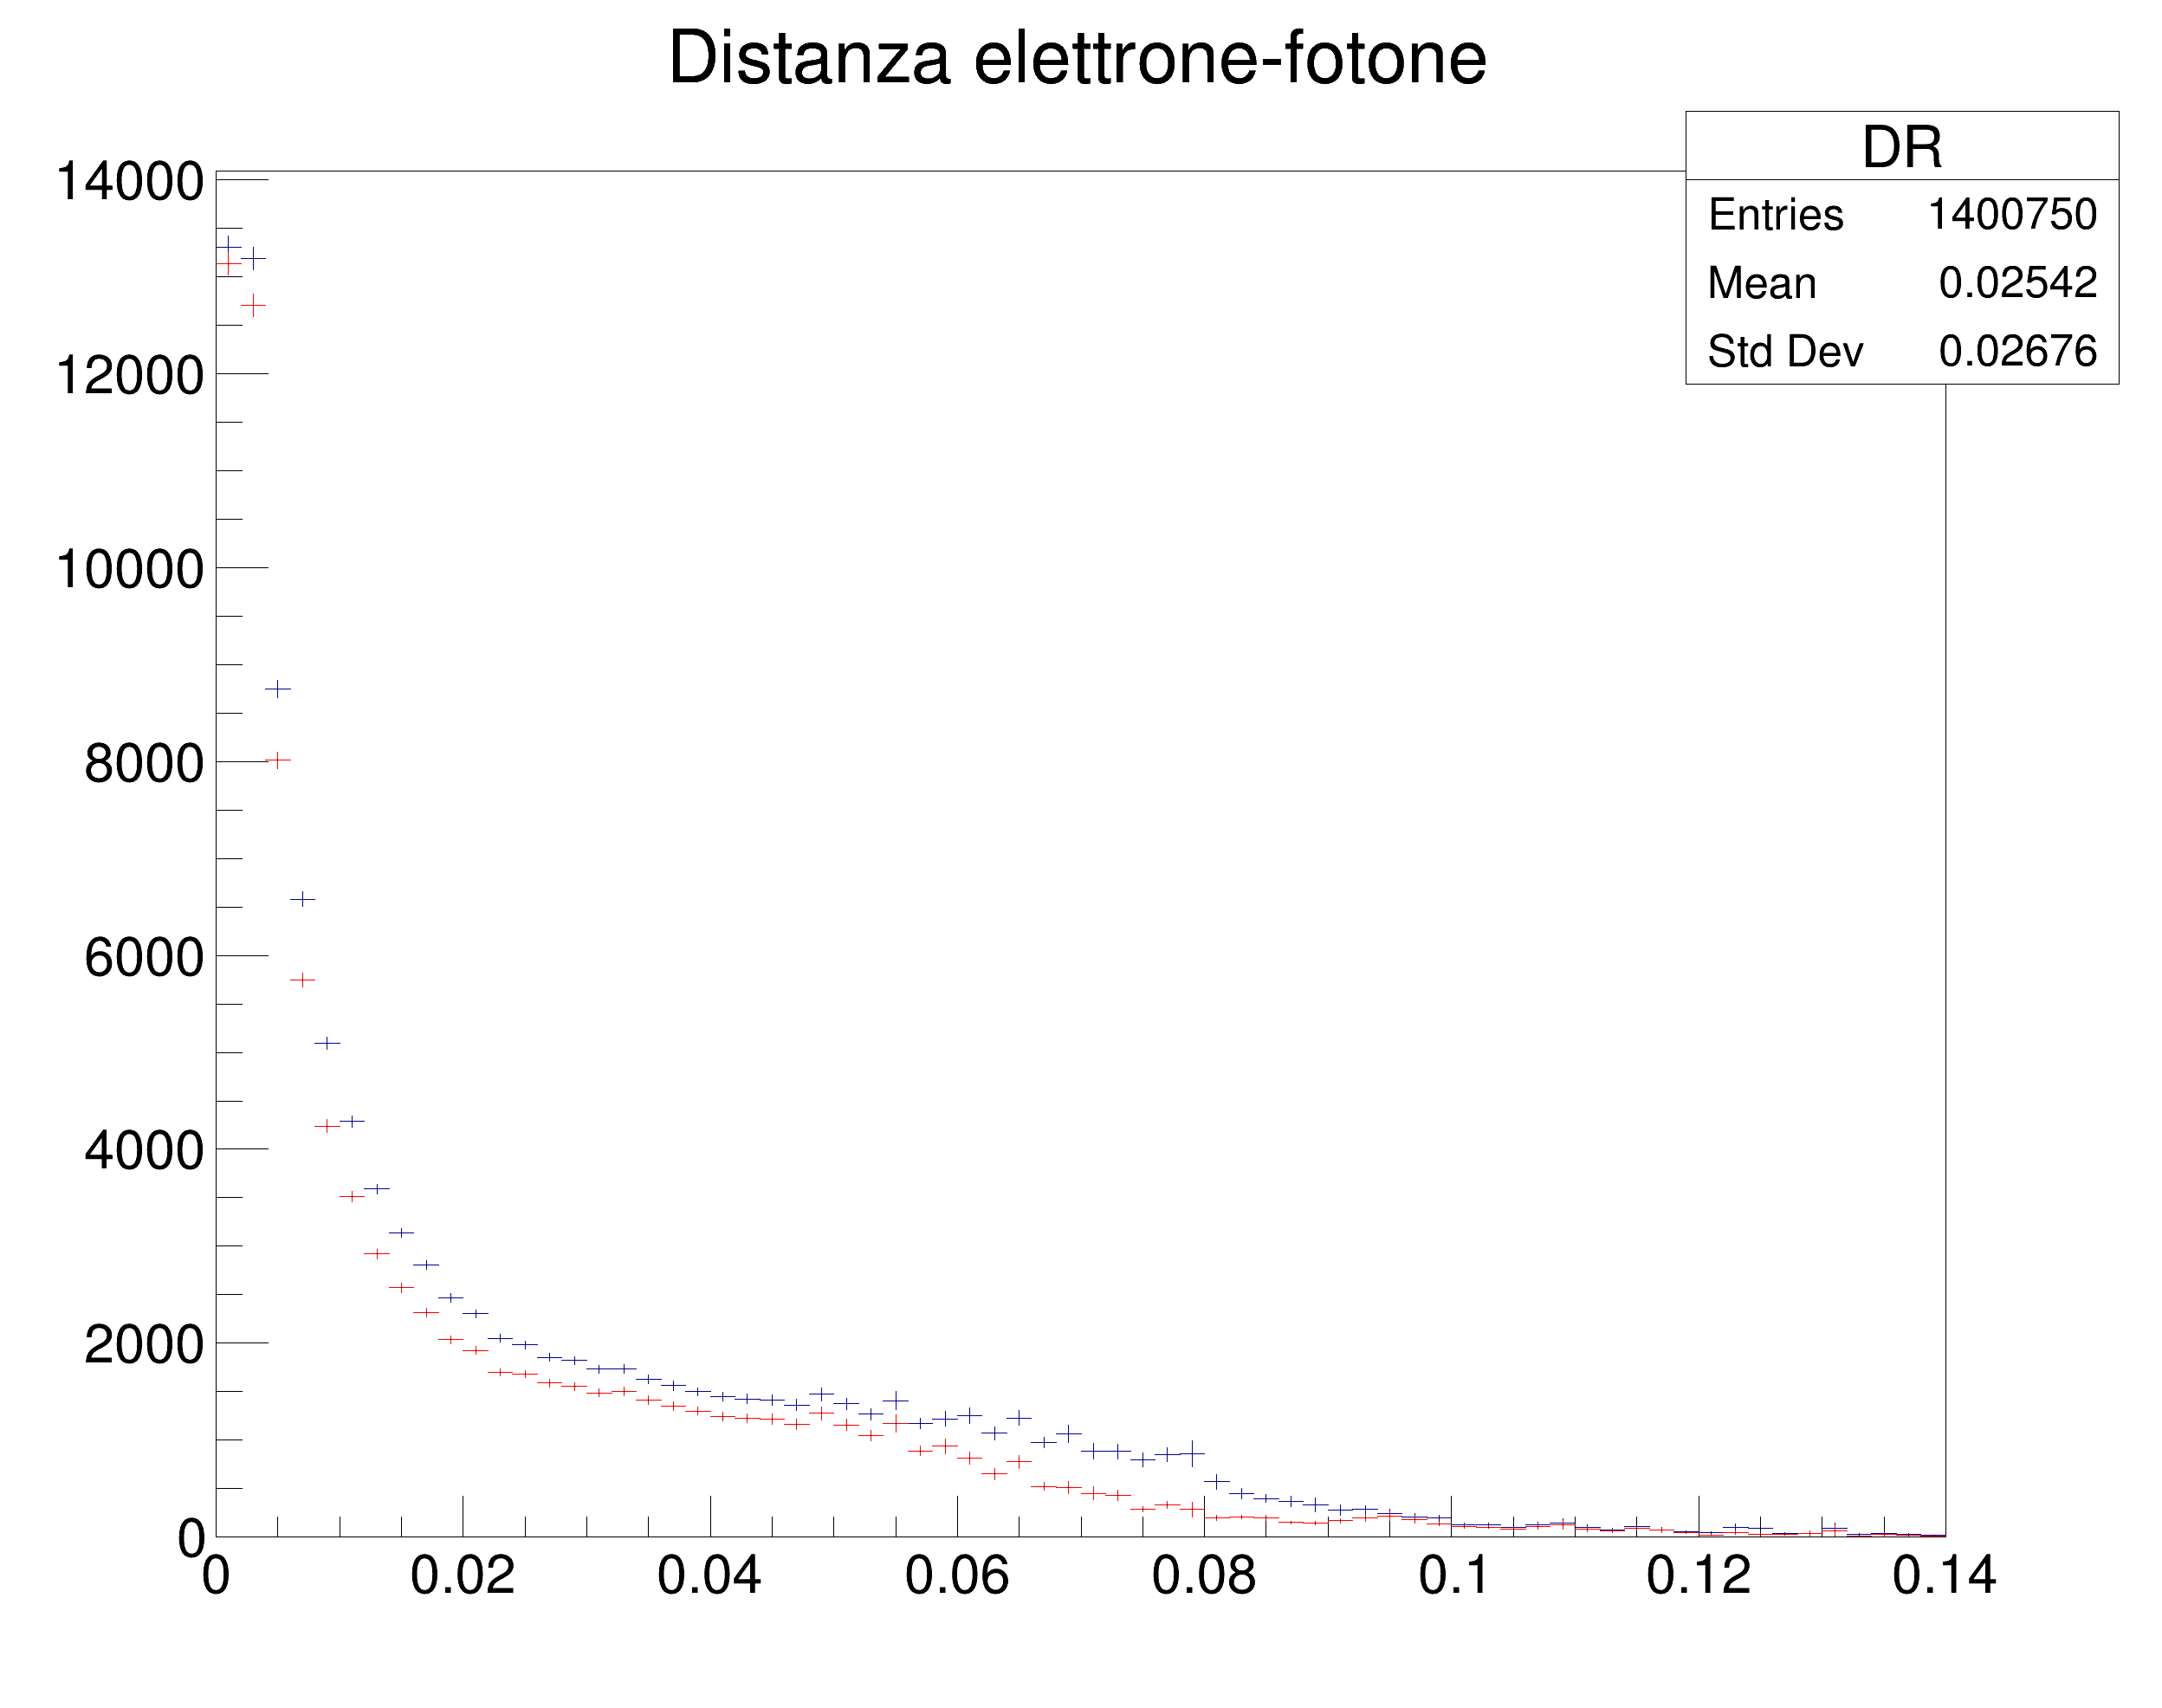 Distanza elettrone-fotone
DR
Entries 1400750
Mean 0.02542
Std Dev 0.02676
14000
12000
10000
8000
6000
4000
2000
0
0 0.02 0.04 0.06 0.08 0.1 0.12 0.14